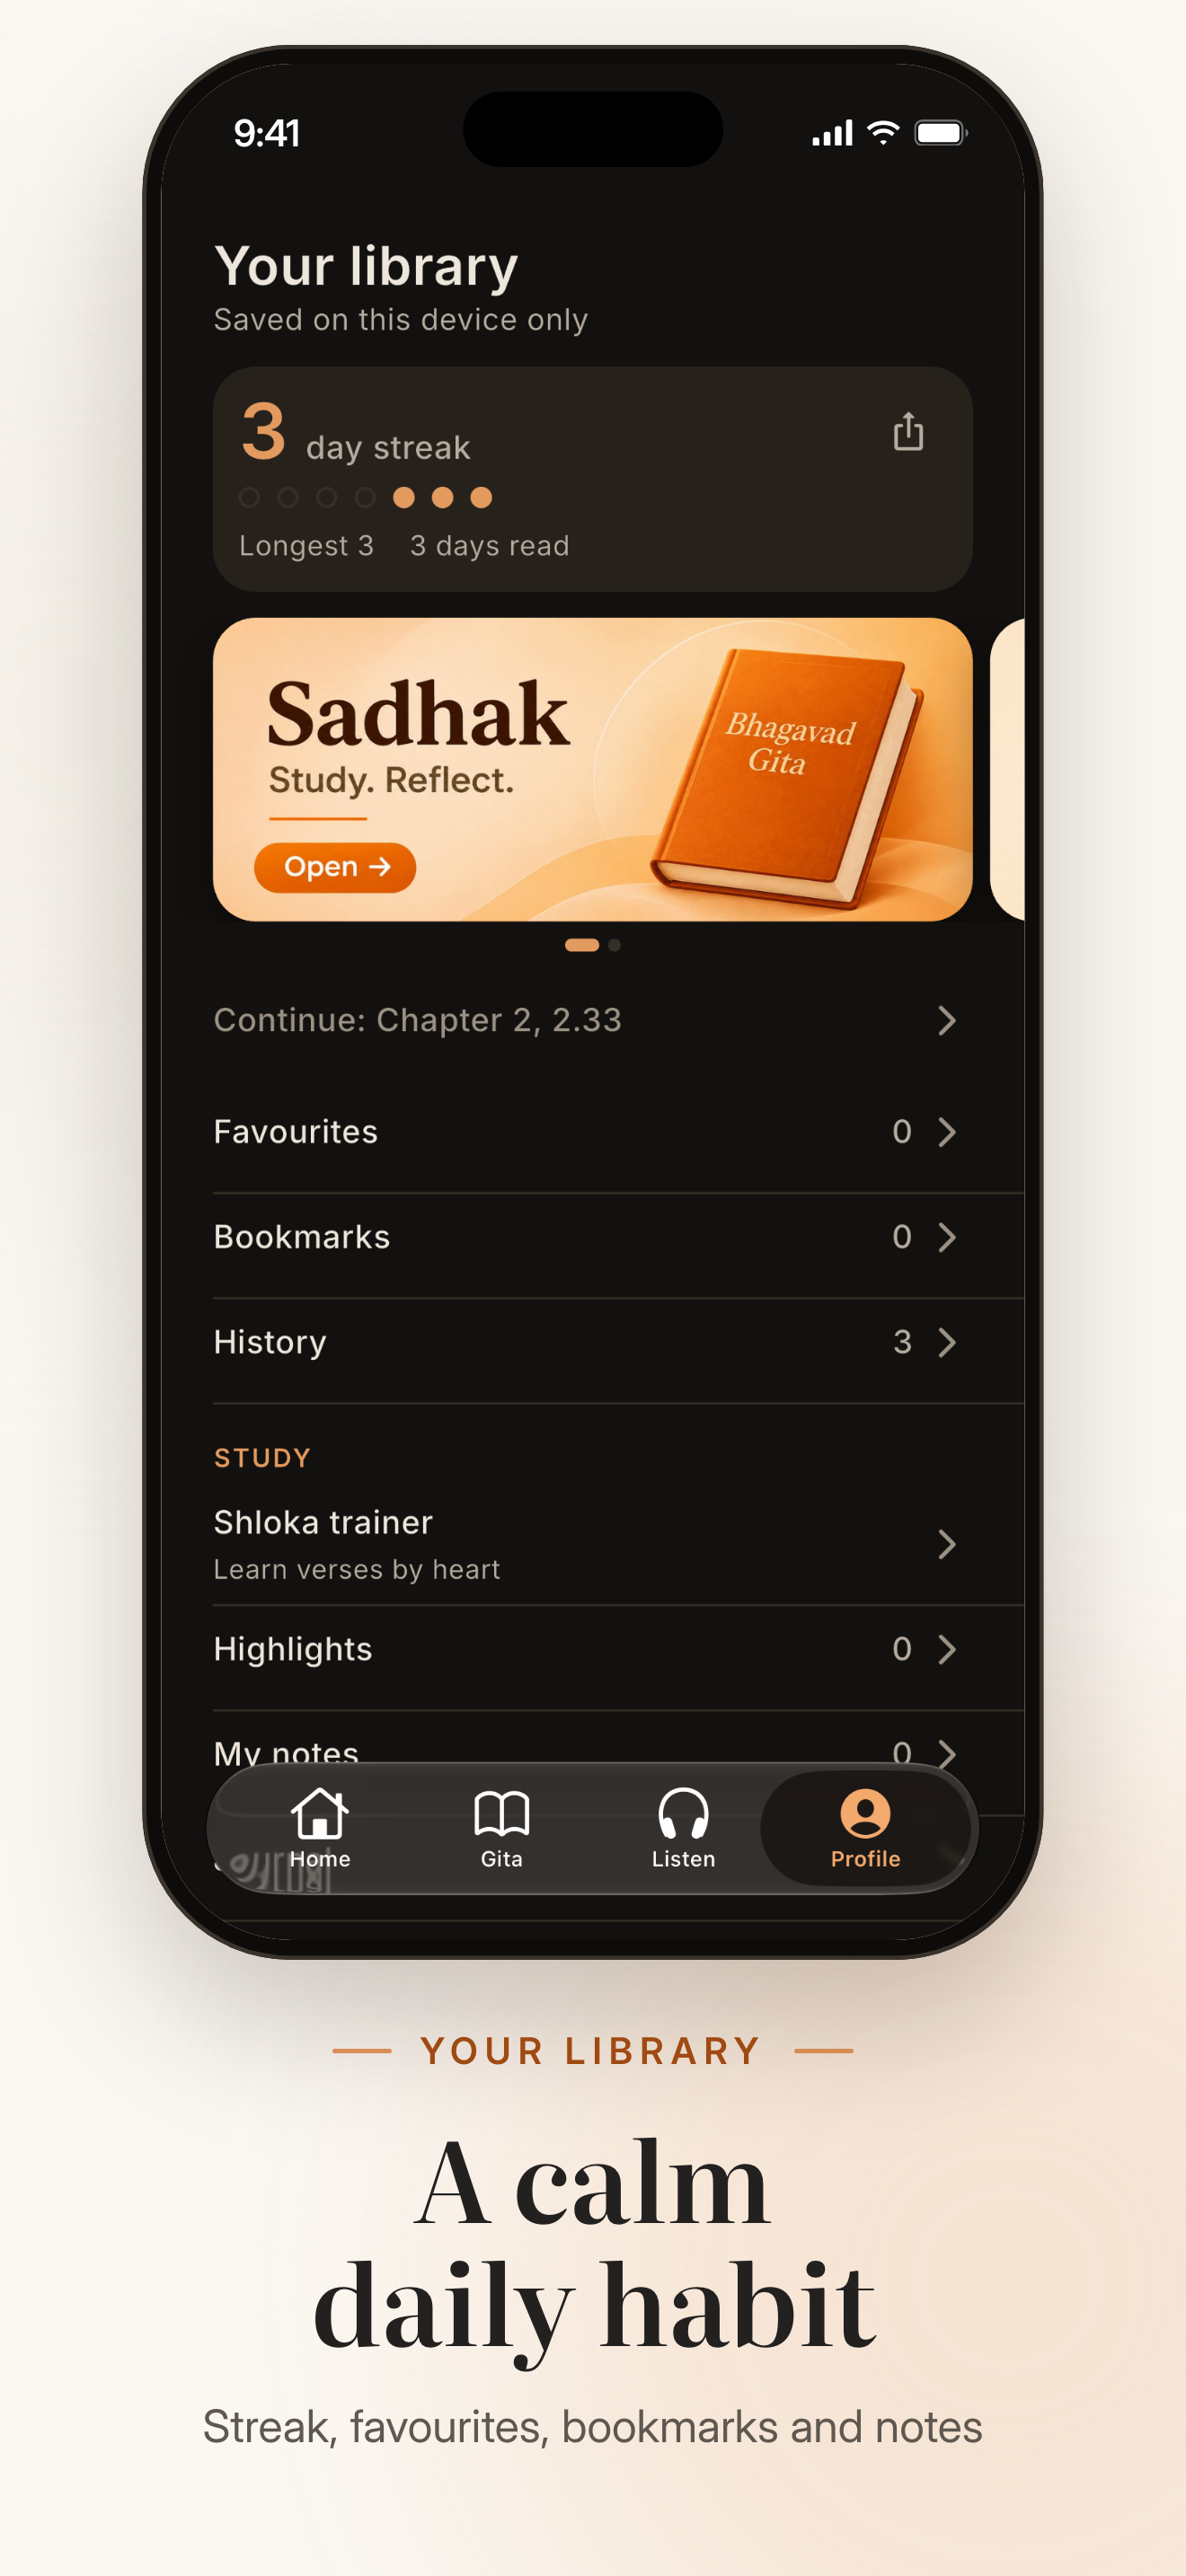 9:41
Your library
Saved on this device only
3 day streak
Longest 3 3 days read
Sadhak
Study. Reflect.
Open →
Bhagavad
Gita
Continue: Chapter 2, 2.33
Favourites 0
Bookmarks 0
History 3
STUDY
Shloka trainer
Learn verses by heart
Highlights 0
My notes 0
Home Gita Listen Profile
YOUR LIBRARY
A calm
daily habit
Streak, favourites, bookmarks and notes